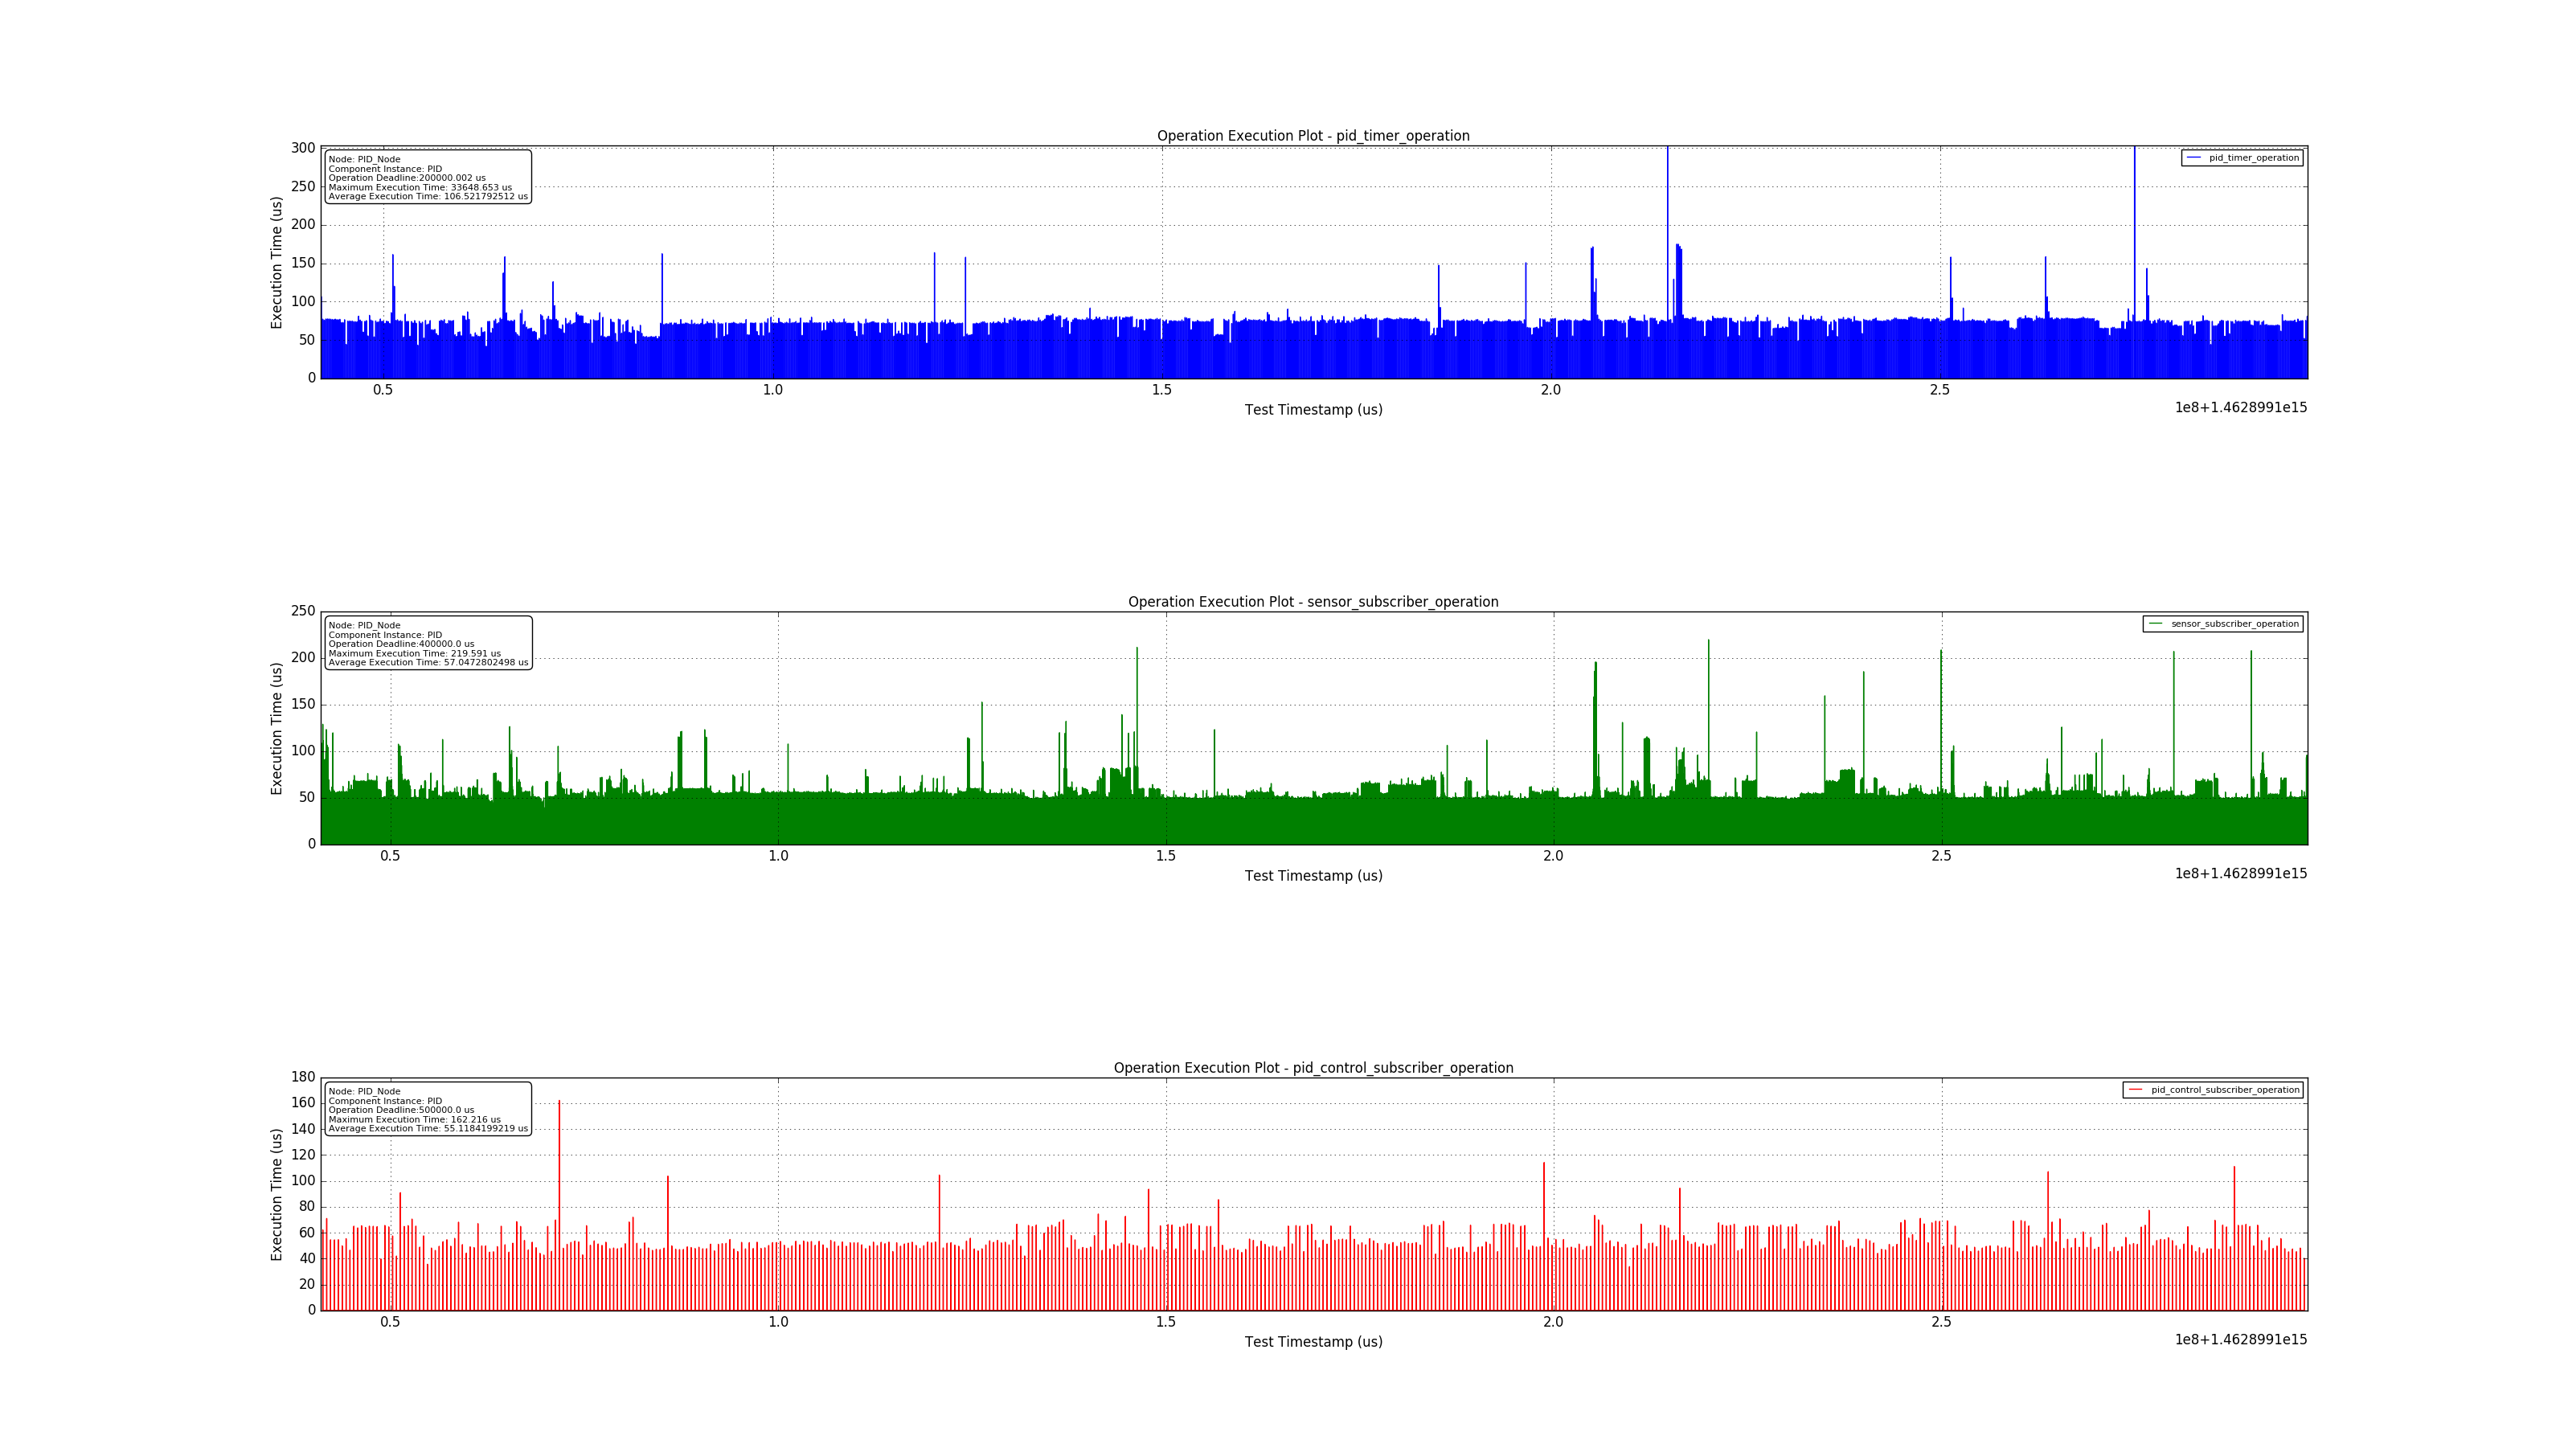 Operation Execution Plot - pid_timer_operation
Node: PID_Node
Component Instance: PID
Operation Deadline:200000.002 us
Maximum Execution Time: 33648.653 us
Average Execution Time: 106.521792512 us
pid_timer_operation
Execution Time (us)
300
250
200
150
100
50
0
0.5 1.0 1.5 2.0 2.5
Test Timestamp (us)
1e8+1.4628991e15
Operation Execution Plot - sensor_subscriber_operation
Node: PID_Node
Component Instance: PID
Operation Deadline:400000.0 us
Maximum Execution Time: 219.591 us
Average Execution Time: 57.0472802498 us
sensor_subscriber_operation
Execution Time (us)
250
200
150
100
50
0
0.5 1.0 1.5 2.0 2.5
Test Timestamp (us)
1e8+1.4628991e15
Operation Execution Plot - pid_control_subscriber_operation
Node: PID_Node
Component Instance: PID
Operation Deadline:500000.0 us
Maximum Execution Time: 162.216 us
Average Execution Time: 55.1184199219 us
pid_control_subscriber_operation
Execution Time (us)
180
160
140
120
100
80
60
40
20
0
0.5 1.0 1.5 2.0 2.5
Test Timestamp (us)
1e8+1.4628991e15